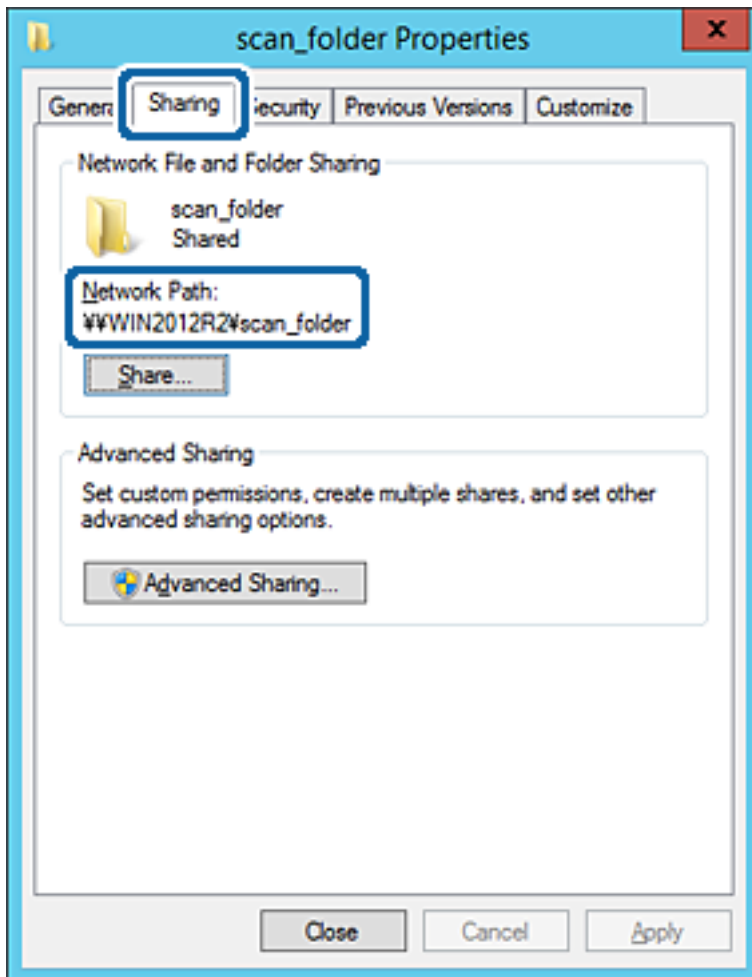 scan_folder Properties
x
Genera Sharing ecurity Previous Versions Customize
Network File and Folder Sharing
scan_folder
Shared
Network Path:
¥¥WIN2012R2¥scan_folder
Share...
Advanced Sharing
Set custom permissions, create multiple shares, and set other
advanced sharing options.
Advanced Sharing...
Close Cancel Apply